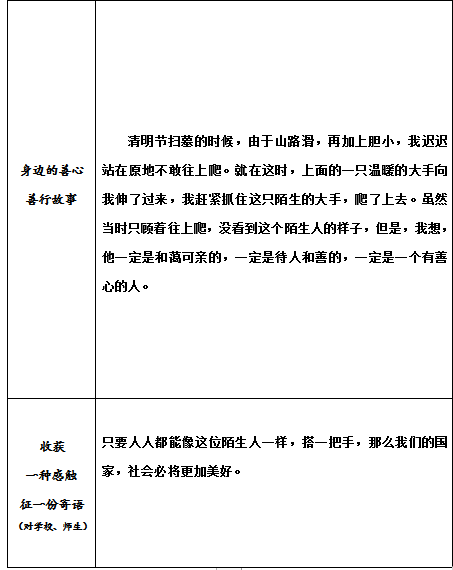 身边的善心
善行故事
清明节扫墓的时候，由于山路滑，再加上胆小，我迟迟
站在原地不敢往上爬。就在这时，上面的一只温暖的大手向
我伸了过来，我赶紧抓住这只陌生的大手，爬了上去。虽然
当时只顾着往上爬，没看到这个陌生人的样子，但是，我想，
他一定是和蔼可亲的，一定是待人和善的，一定是一个有善
心的人。
收获
一种感触
征一份寄语
（对学校、师生）
只要人人都能像这位陌生人一样，搭一把手，那么我们的国
家，社会必将更加美好。